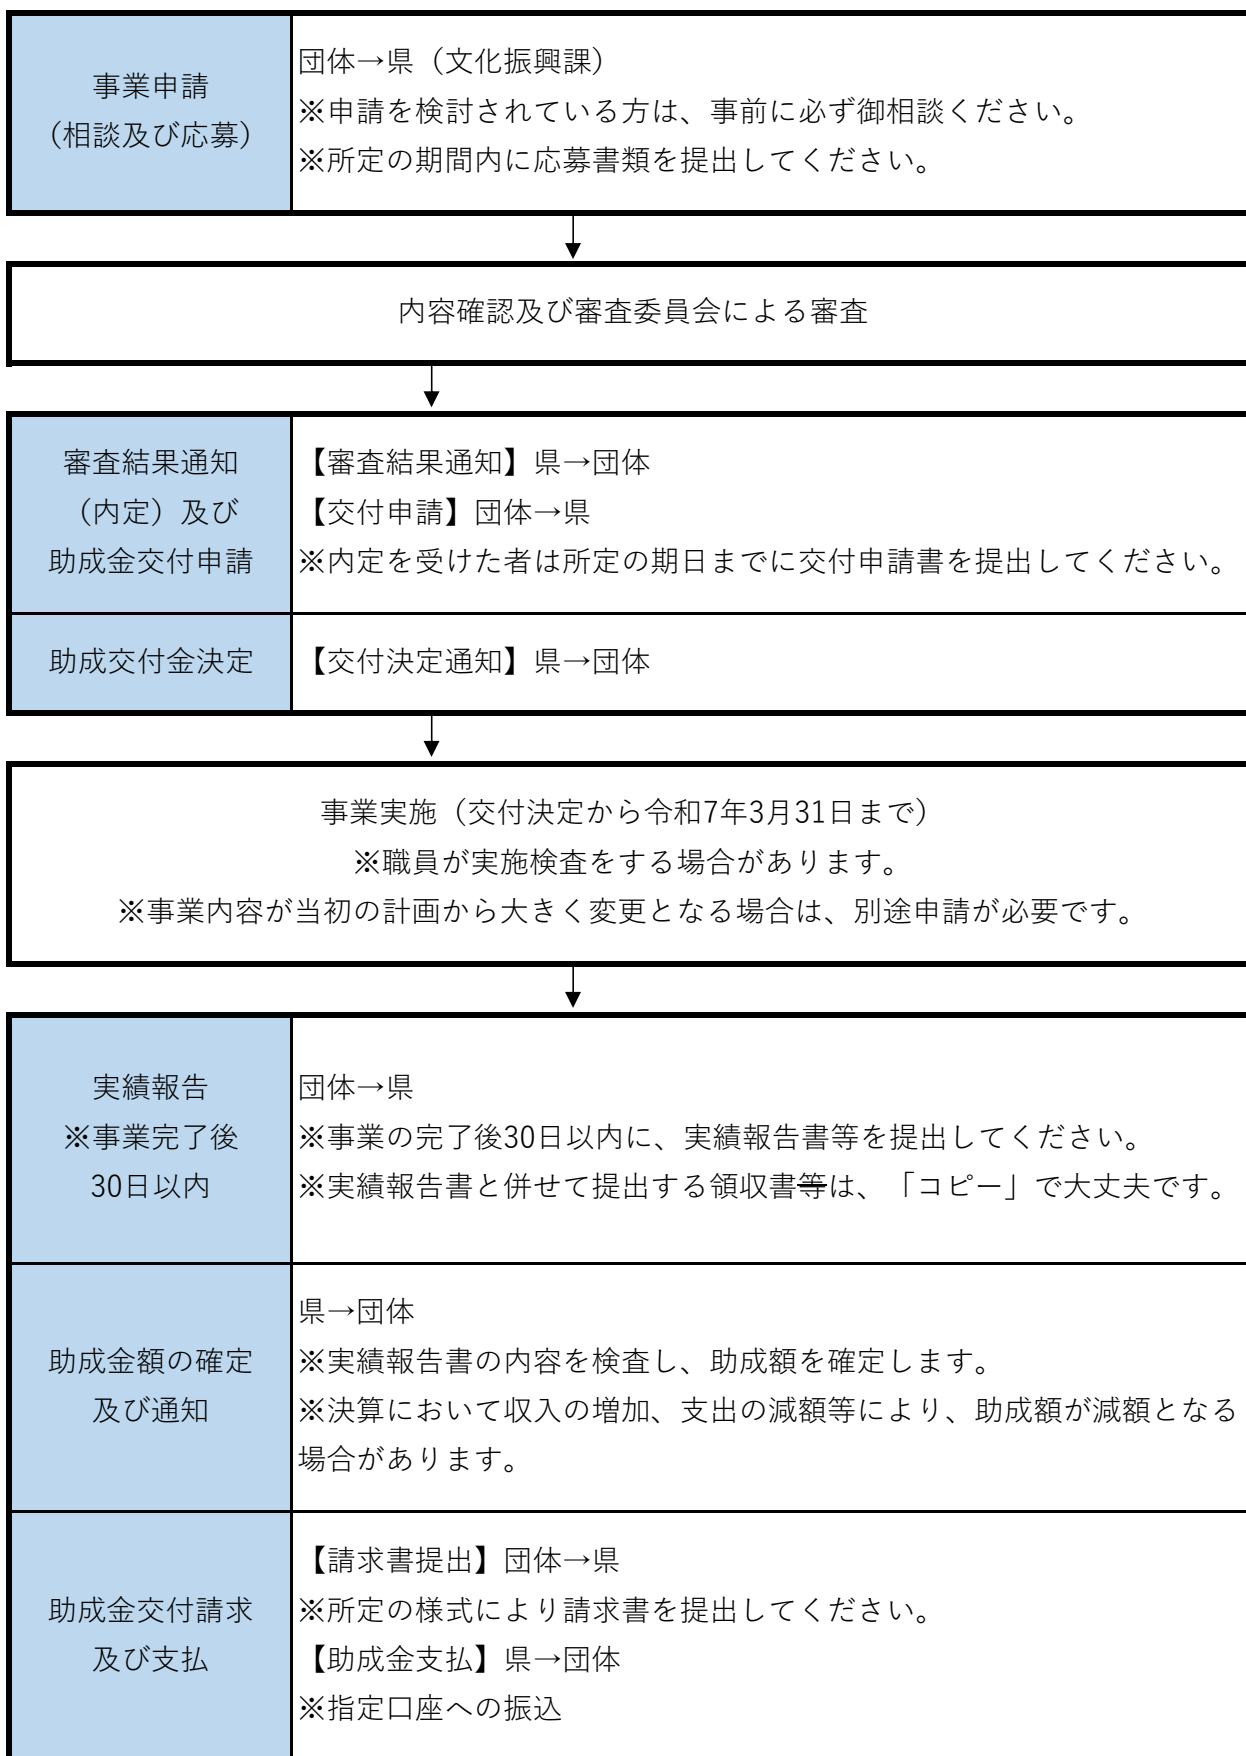 事業申請
（相談及び応募）
団体→県（文化振興課）
※申請を検討されている方は、事前に必ず御相談ください。
※所定の期間内に応募書類を提出してください。
内容確認及び審査委員会による審査
審査結果通知
（内定）及び
助成金交付申請
【審査結果通知】県→団体
【交付申請】団体→県
※内定を受けた者は所定の期日までに交付申請書を提出してください。
助成交付金決定
【交付決定通知】県→団体
事業実施（交付決定から令和7年3月31日まで）
※職員が実施検査をする場合があります。
※事業内容が当初の計画から大きく変更となる場合は、別途申請が必要です。
実績報告
※事業完了後
30日以内
団体→県
※事業の完了後30日以内に、実績報告書等を提出してください。
※実績報告書と併せて提出する領収書等は、「コピー」で大丈夫です。
助成金額の確定
及び通知
県→団体
※実績報告書の内容を検査し、助成額を確定します。
※決算において収入の増加、支出の減額等により、助成額が減額となる
場合があります。
助成金交付請求
及び支払
【請求書提出】団体→県
※所定の様式により請求書を提出してください。
【助成金支払】県→団体
※指定口座への振込